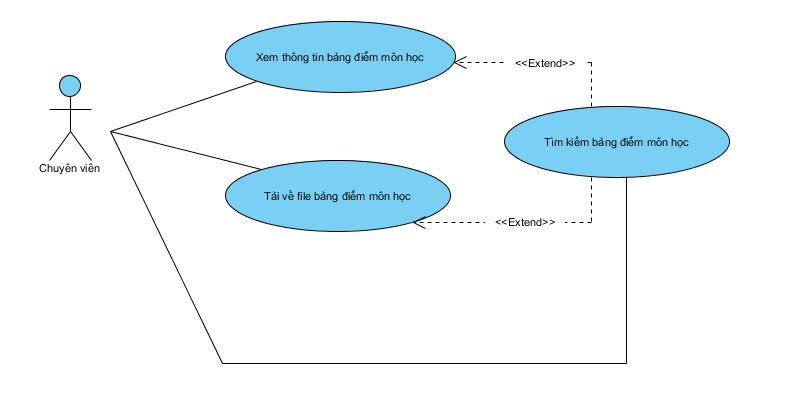 Xem thông tin bảng điểm môn học
<<Extend>>
Chuyên viên
Tìm kiếm bảng điểm môn học
Tải về file bảng điểm môn học
<<Extend>>